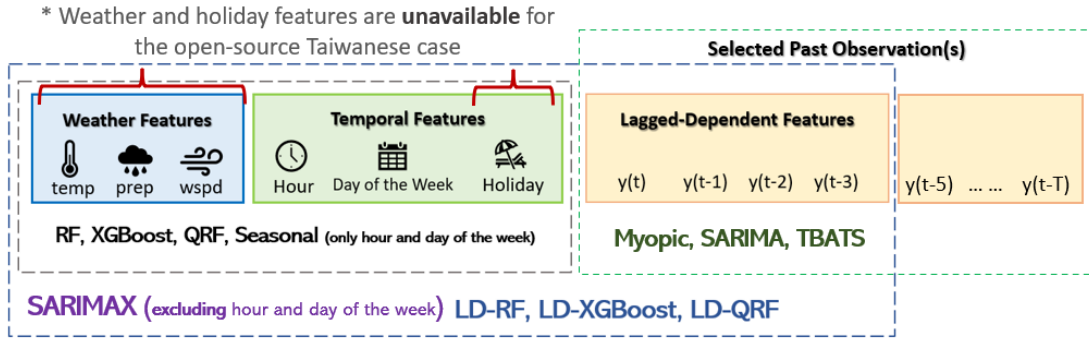 * Weather and holiday features are unavailable for
the open-source Taiwanese case
Selected Past Observation(s)
Weather Features
temp prep wspd
Temporal Features
Hour Day of the Week Holiday
Lagged-Dependent Features
y(t) y(t-1) y(t-2) y(t-3)
y(t-5) ... ... y(t-T)
RF, XGBoost, QRF, Seasonal (only hour and day of the week)
Myopic, SARIMA, TBATS
SARIMAX (excluding hour and day of the week) LD-RF, LD-XGBoost, LD-QRF